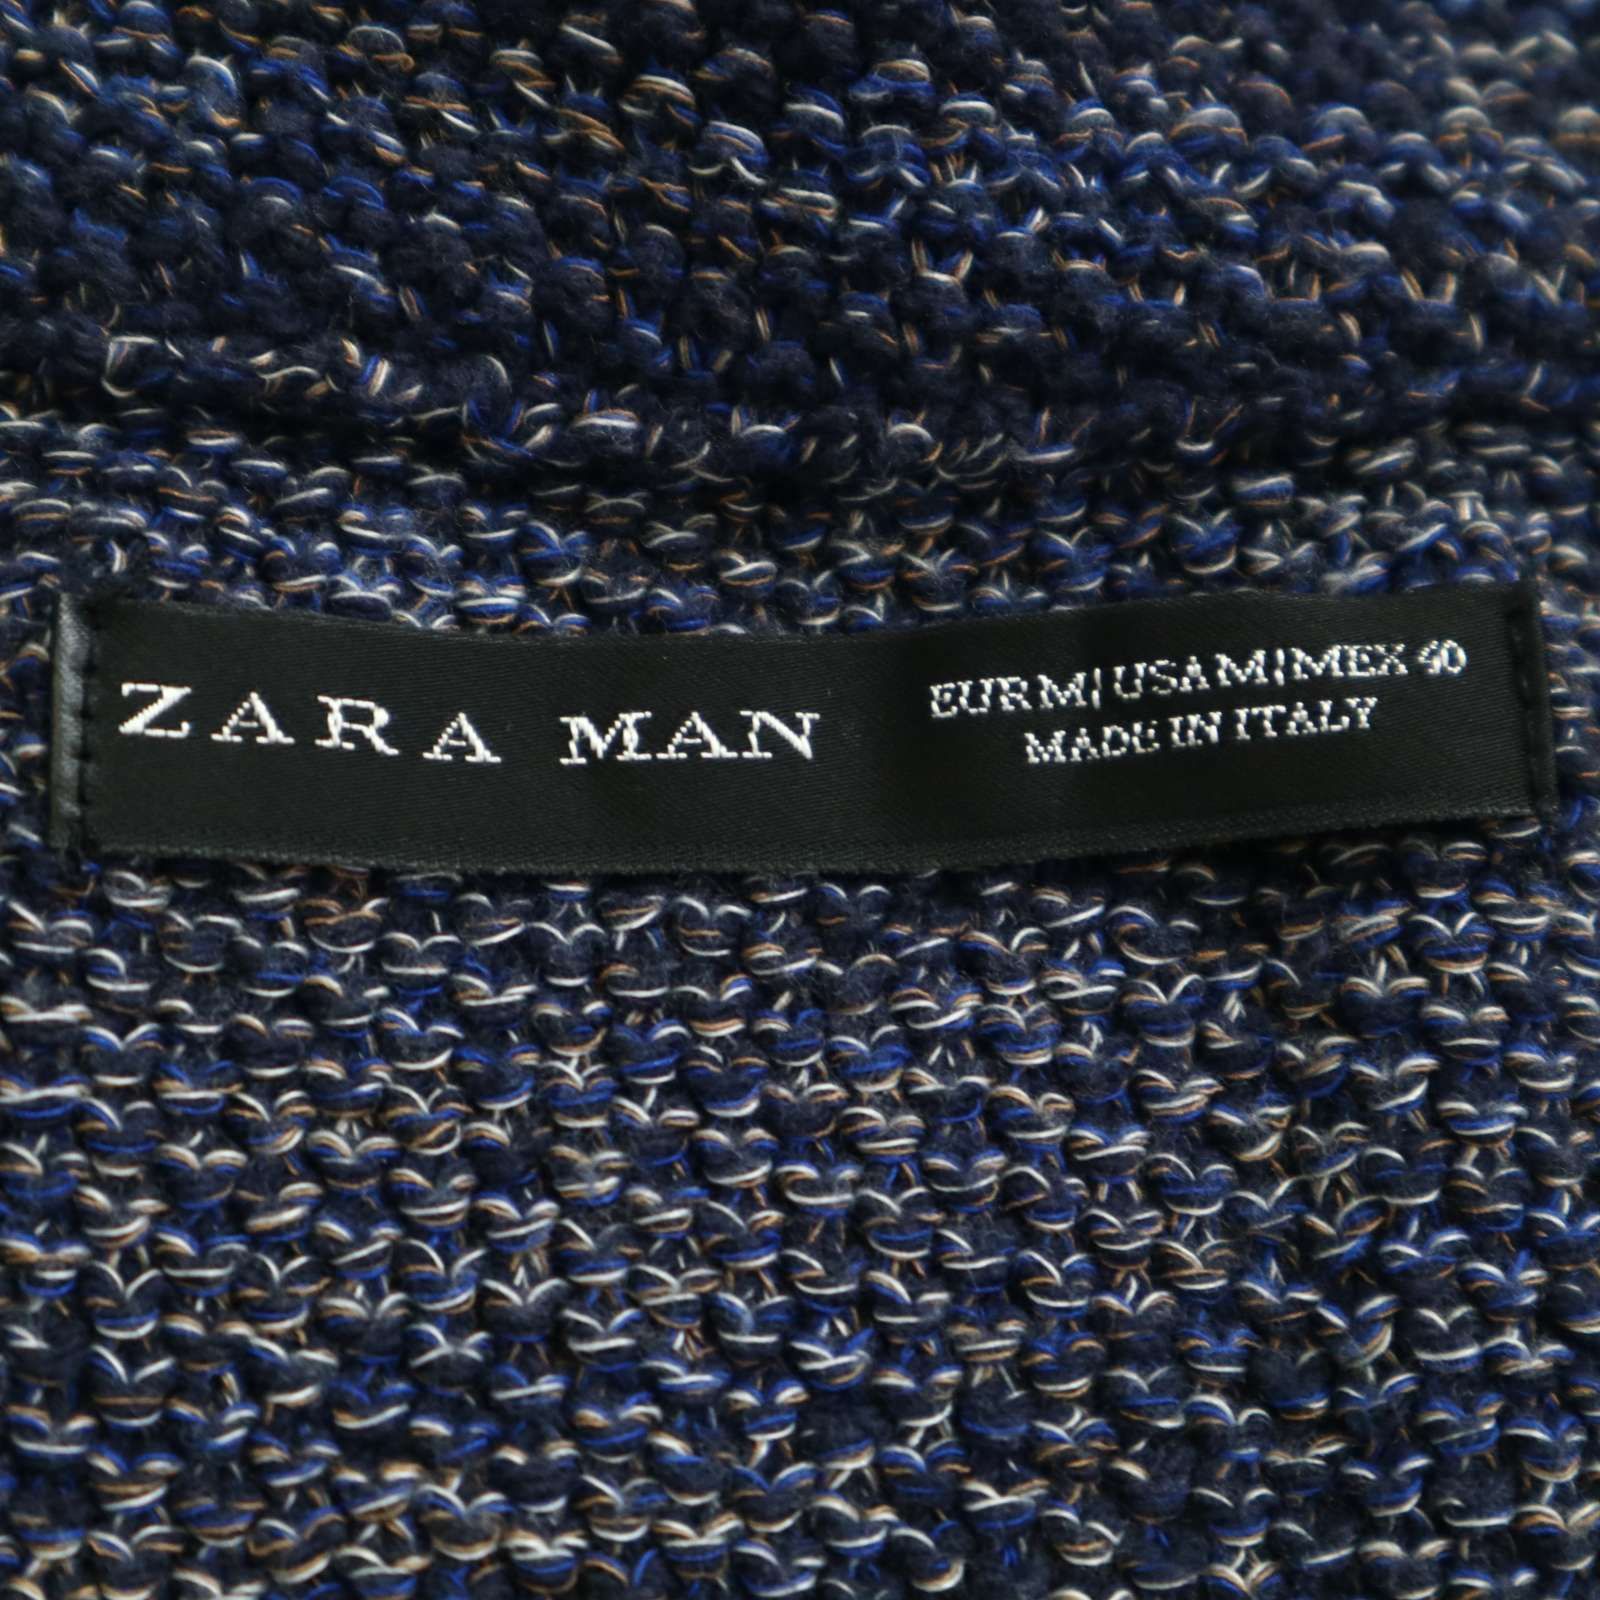 ZARA MAN
EUR M/USA M/MEX 40
MADE IN ITALY